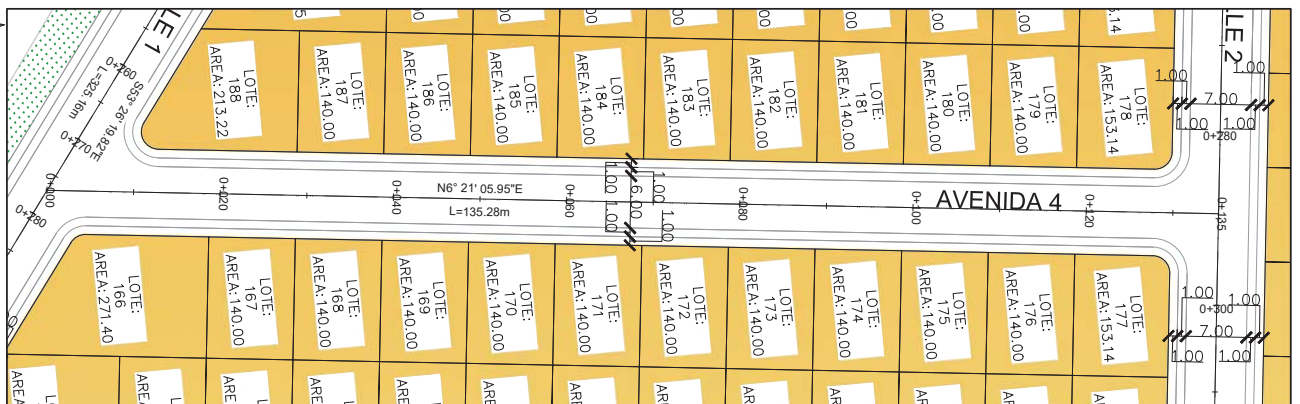 LE 1
S53° 26' 19.82"E
L=325.16m
0+260
0+270
0+280
LOTE:
188
AREA:213.22
LOTE:
187
AREA:140.00
LOTE:
186
AREA:140.00
LOTE:
185
AREA:140.00
LOTE:
184
AREA:140.00
LOTE:
183
AREA:140.00
LOTE:
182
AREA:140.00
LOTE:
181
AREA:140.00
LOTE:
180
AREA:140.00
LOTE:
179
AREA:140.00
LOTE:
178
AREA:153.14
LLE 2
1.00
1.00
7.00
1.00
1.00
0+280
0+000
0+020
0+040
N6° 21' 05.95"E
L=135.28m
0+060
1.00
1.00
6.00
1.00
1.00
0+080
0+100
AVENIDA 4
0+120
0+135
LOTE:
166
AREA:271.40
LOTE:
167
AREA:140.00
LOTE:
168
AREA:140.00
LOTE:
169
AREA:140.00
LOTE:
170
AREA:140.00
LOTE:
171
AREA:140.00
LOTE:
172
AREA:140.00
LOTE:
173
AREA:140.00
LOTE:
174
AREA:140.00
LOTE:
175
AREA:140.00
LOTE:
176
AREA:140.00
LOTE:
177
AREA:153.14
1.00
1.00
0+300
7.00
1.00
1.00